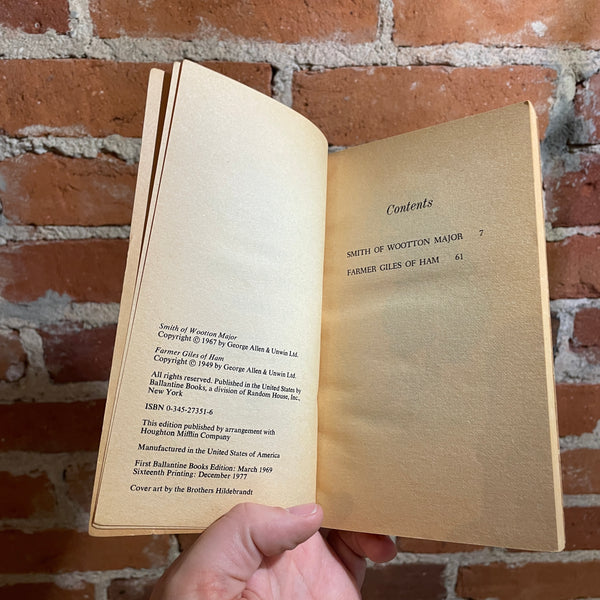 Smith of Wootton Major
Copyright © 1967 by George Allen & Unwin Ltd.
Farmer Giles of Ham
Copyright © 1949 by George Allen & Unwin Ltd.
All rights reserved. Published in the United States by
Ballantine Books, a division of Random House, Inc.,
New York
ISBN 0-345-27351-6
This edition published by arrangement with
Houghton Mifflin Company
Manufactured in the United States of America
First Ballantine Books Edition: March 1969
Sixteenth Printing: December 1977
Cover art by the Brothers Hildebrandt
Contents
SMITH OF WOOTTON MAJOR 7
FARMER GILES OF HAM 61